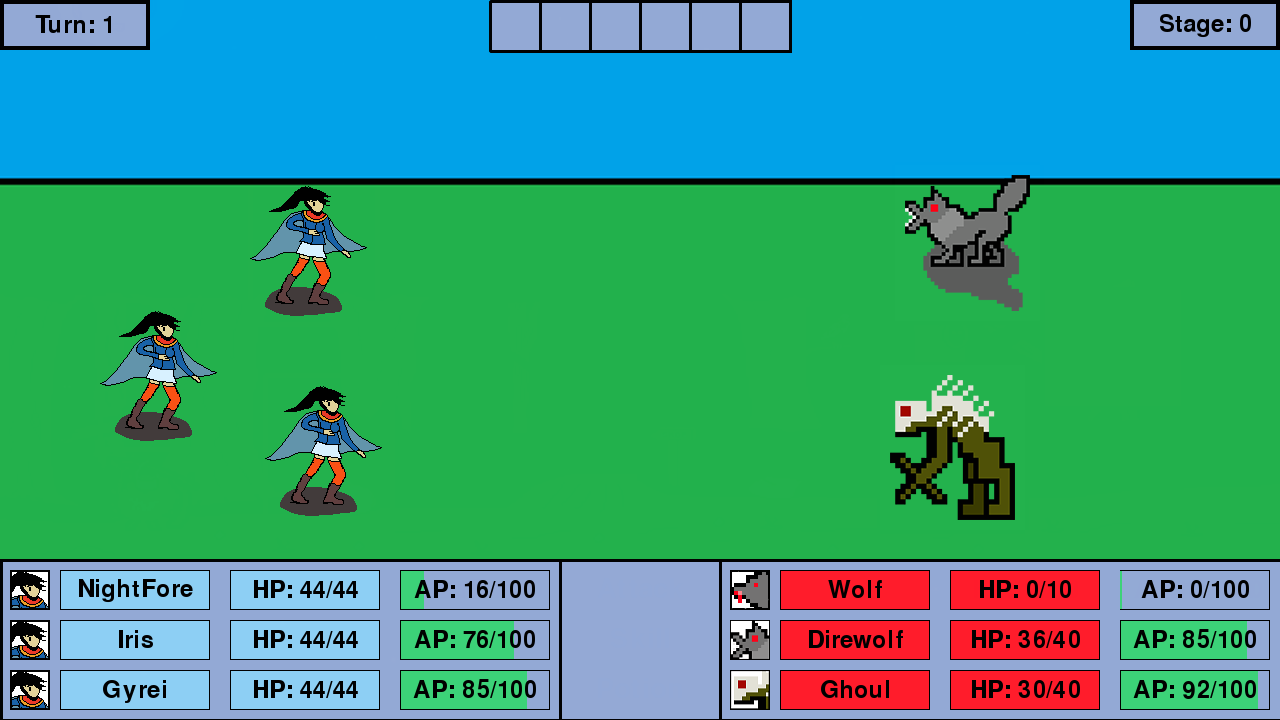 Turn: 1
Stage: 0
NightFore HP: 44/44 AP: 16/100
Iris HP: 44/44 AP: 76/100
Gyrei HP: 44/44 AP: 85/100
Wolf HP: 0/10 AP: 0/100
Direwolf HP: 36/40 AP: 85/100
Ghoul HP: 30/40 AP: 92/100